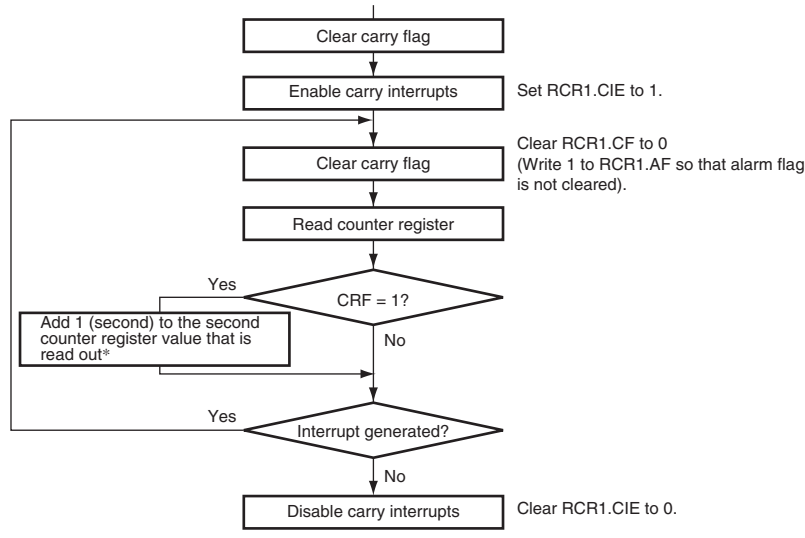 Clear carry flag
Enable carry interrupts
Set RCR1.CIE to 1.
Clear carry flag
Clear RCR1.CF to 0
(Write 1 to RCR1.AF so that alarm flag
is not cleared).
Read counter register
Yes
CRF = 1?
Add 1 (second) to the second
counter register value that is
read out*
No
Yes
Interrupt generated?
No
Disable carry interrupts
Clear RCR1.CIE to 0.